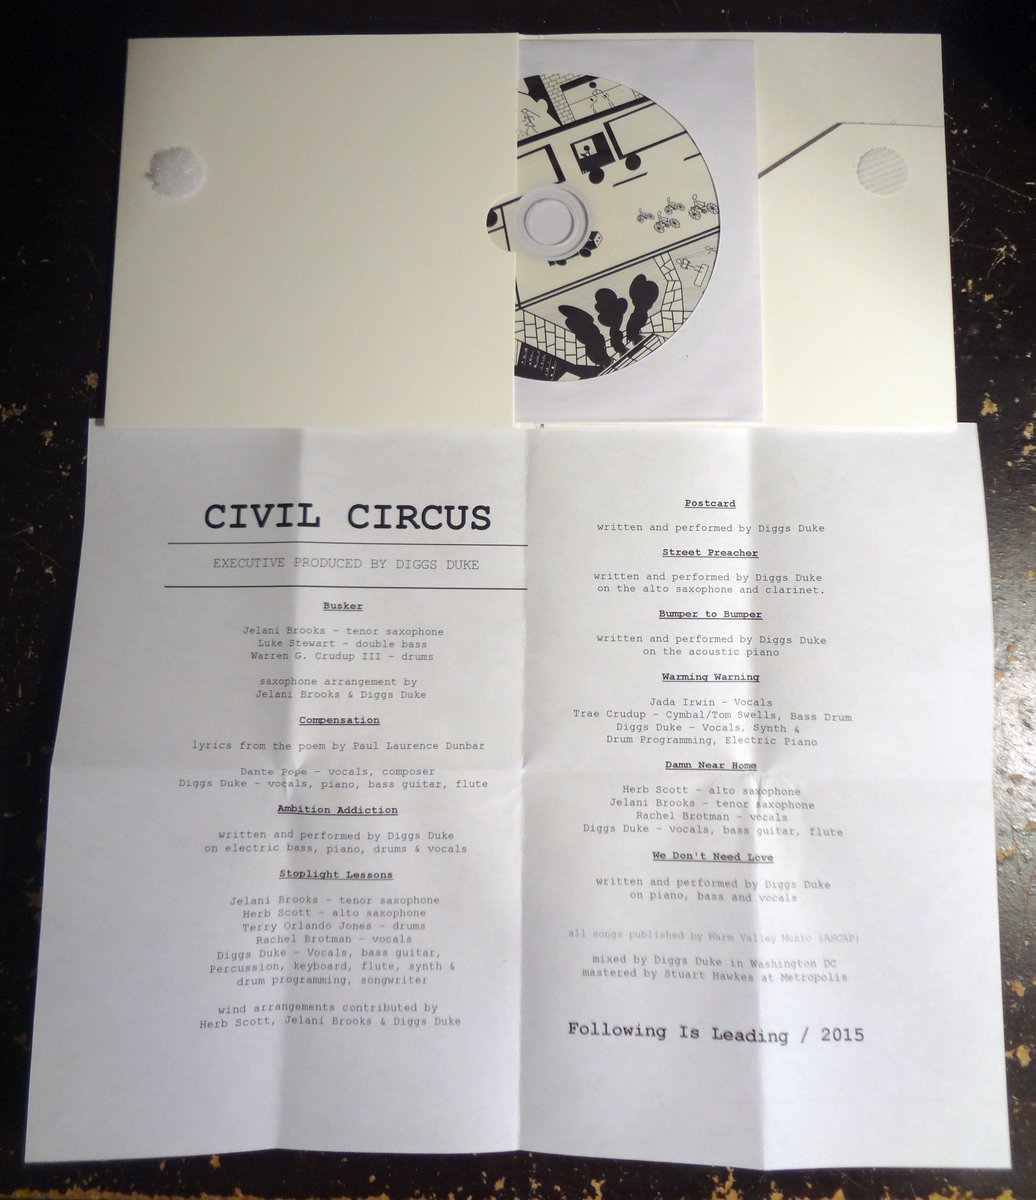 CIVIL CIRCUS
EXECUTIVE PRODUCED BY DIGGS DUKE
Busker
Jelani Brooks – tenor saxophone
Luke Stewart – double bass
Warren G. Crudup III – drums
saxophone arrangement by
Jelani Brooks & Diggs Duke
Compensation
lyrics from the poem by Paul Laurence Dunbar
Dante Pope – vocals, composer
Diggs Duke – vocals, piano, bass guitar, flute
Ambition Addiction
written and performed by Diggs Duke
on electric bass, piano, drums & vocals
Stoplight Lessons
Jelani Brooks – tenor saxophone
Herb Scott – alto saxophone
Terry Orlando Jones – drums
Rachel Brotman – vocals
Diggs Duke – Vocals, bass guitar,
Percussion, keyboard, flute, synth &
drum programming, songwriter
wind arrangements contributed by
Herb Scott, Jelani Brooks & Diggs Duke
Postcard
written and performed by Diggs Duke
Street Preacher
written and performed by Diggs Duke
on the alto saxophone and clarinet.
Bumper to Bumper
written and performed by Diggs Duke
on the acoustic piano
Warming Warning
Jada Irwin – Vocals
Trae Crudup – Cymbal/Tom Swells, Bass Drum
Diggs Duke – Vocals, Synth &
Drum Programming, Electric Piano
Damn Near Home
Herb Scott – alto saxophone
Jelani Brooks – tenor saxophone
Rachel Brotman – vocals
Diggs Duke – vocals, bass guitar, flute
We Don't Need Love
written and performed by Diggs Duke
on piano, bass and vocals
all songs published by Warm Valley Music (ASCAP)
mixed by Diggs Duke in Washington DC
mastered by Stuart Hawkes at Metropolis
Following Is Leading / 2015